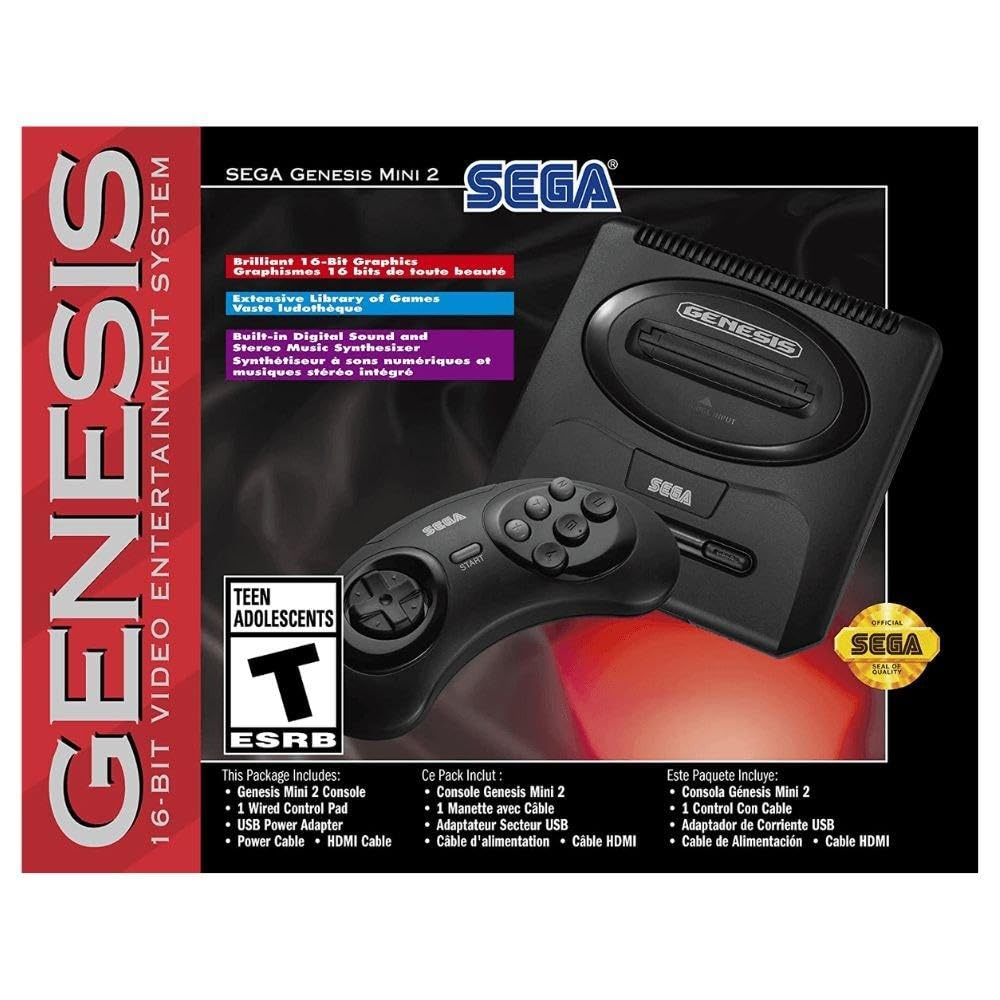 GENESIS
16-BIT VIDEO ENTERTAINMENT SYSTEM
SEGA GENESIS MINI 2
SEGA®
Brilliant 16-Bit Graphics
Graphismes 16 bits de toute beauté
Extensive Library of Games
Vaste ludothèque
Built-in Digital Sound and
Stereo Music Synthesizer
Synthétiseur à sons numériques et
musiques stéréo intégré
GENESIS
INPUT
SEGA
SEGA
START
X
Y
Z
A
B
C
TEEN
ADOLESCENTS
T
ESRB
OFFICIAL
SEGA
SEAL OF
QUALITY
This Package Includes:
• Genesis Mini 2 Console
• 1 Wired Control Pad
• USB Power Adapter
• Power Cable • HDMI Cable
Ce Pack Inclut :
• Console Genesis Mini 2
• 1 Manette avec Câble
• Adaptateur Secteur USB
• Câble d'alimentation • Câble HDMI
Este Paquete Incluye:
• Consola Génesis Mini 2
• 1 Control Con Cable
• Adaptador de Corriente USB
• Cable de Alimentación • Cable HDMI